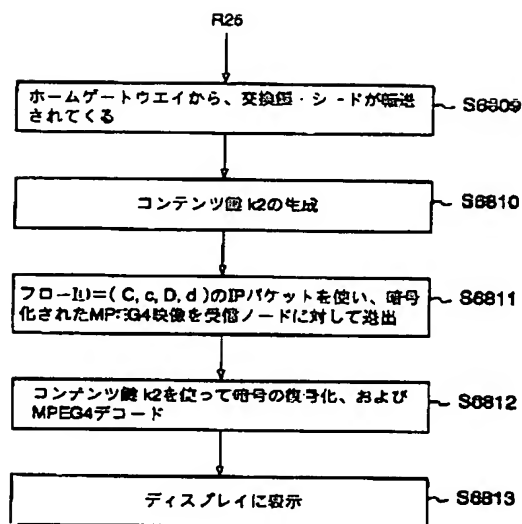 R26
ホームゲートウエイから、交換鍵・シードが転送
されてくる
S6809
コンテンツ鍵 k2の生成
S6810
フローID=( C, c, D, d )のIPパケットを使い、暗号
化されたMPEG4映像を受信ノードに対して送出
S6811
コンテンツ鍵 k2を使って暗号の復号化、および
MPEG4デコード
S6812
ディスプレイに表示
S6813